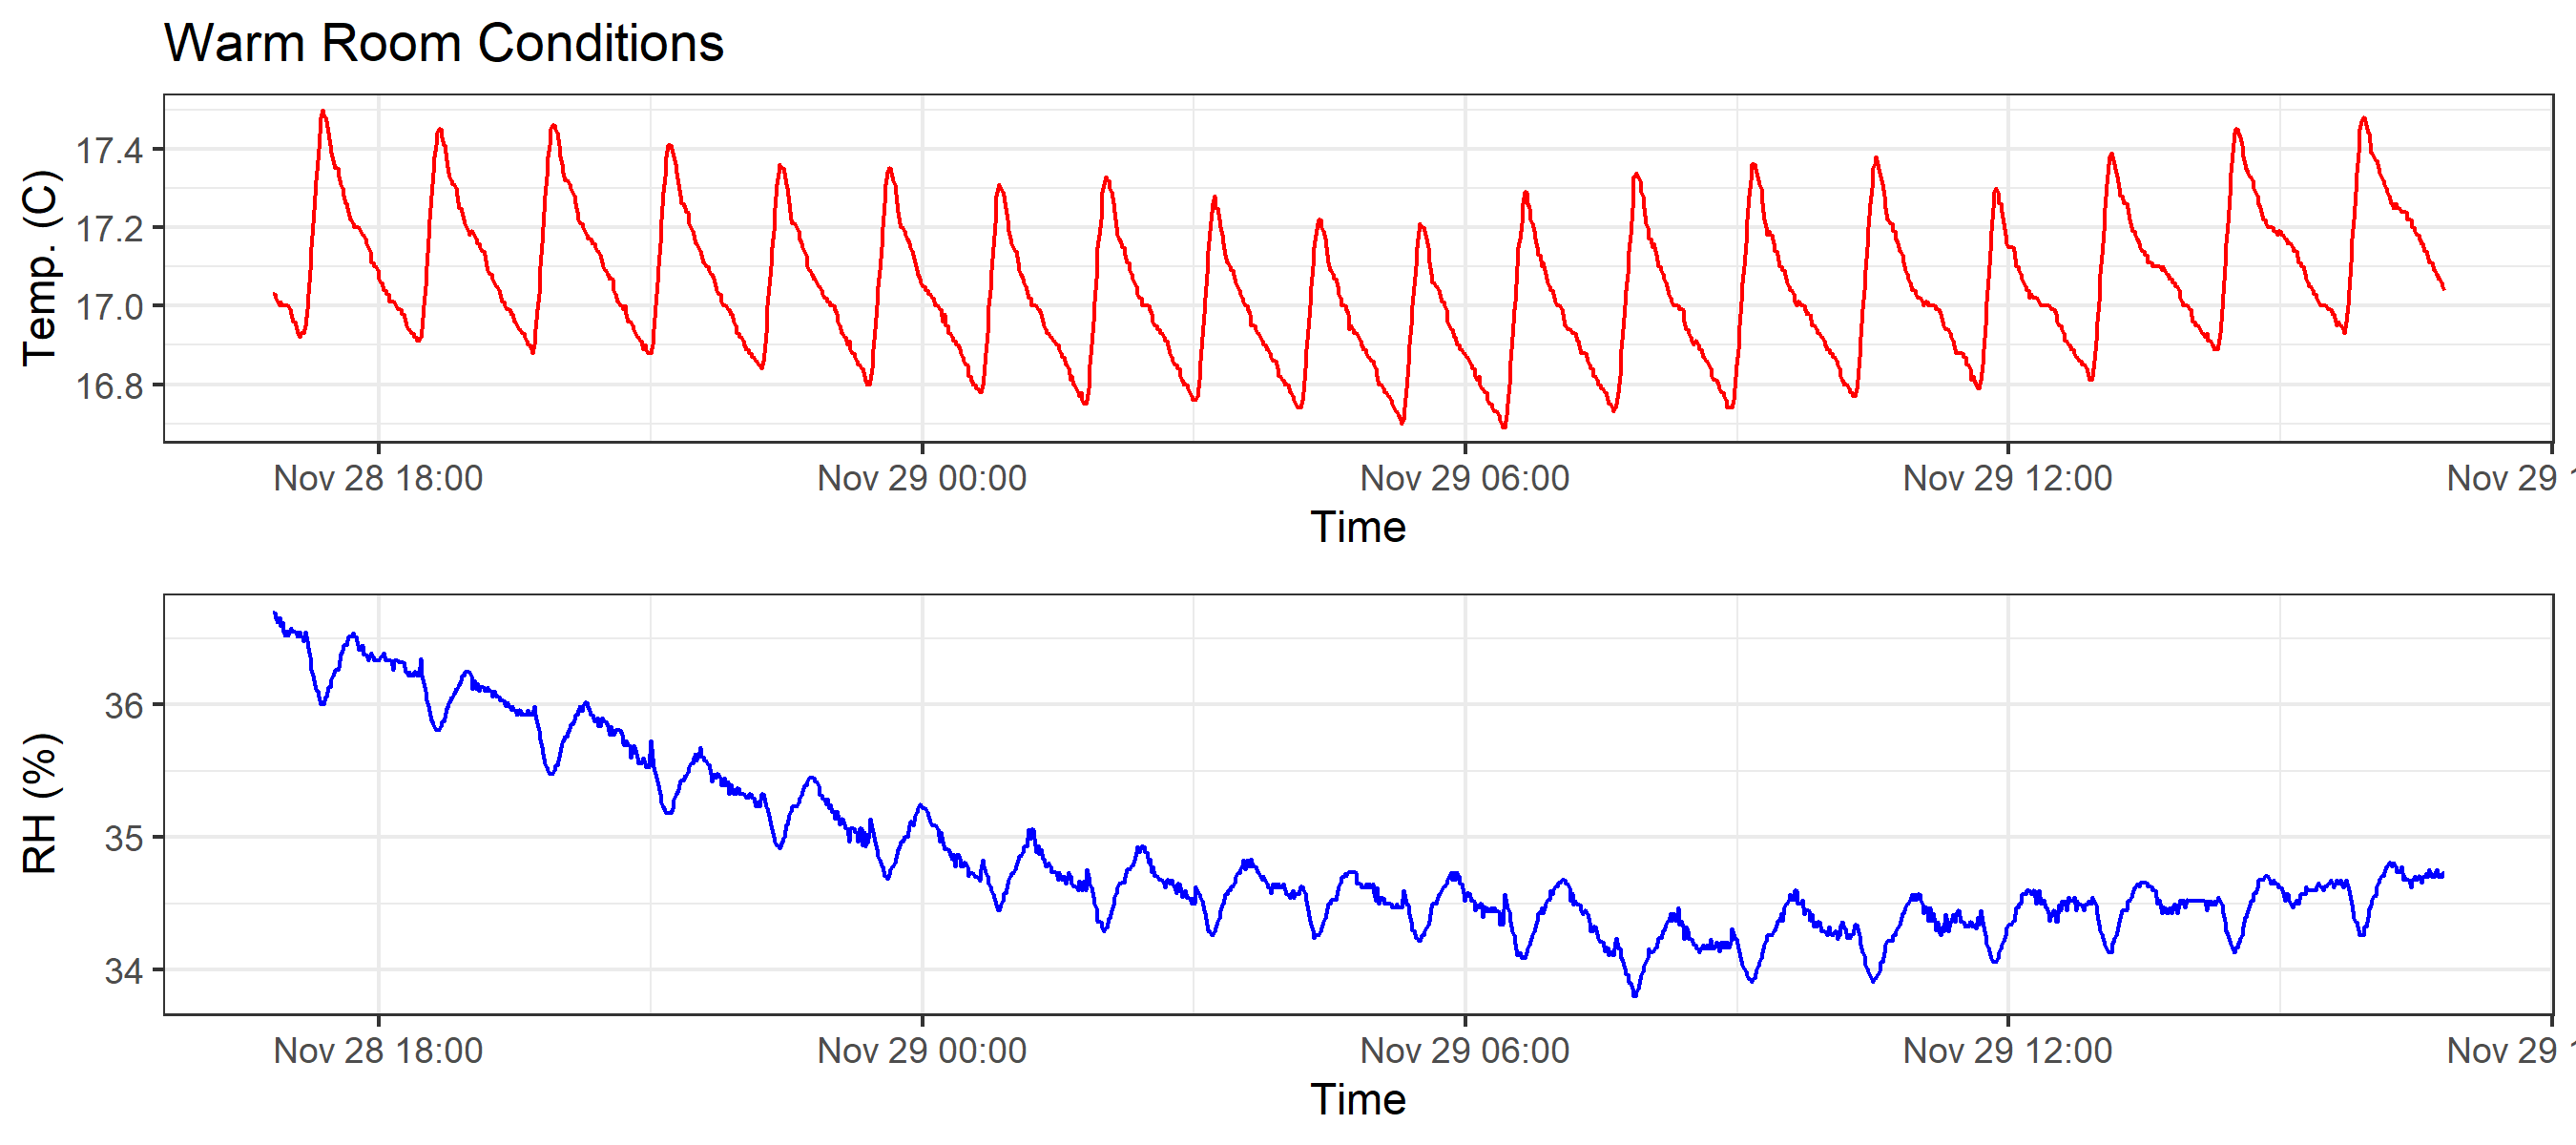 Warm Room Conditions
Temp. (C)
17.4
17.2
17.0
16.8
Nov 28 18:00 Nov 29 00:00 Nov 29 06:00 Nov 29 12:00 Nov 29 1
Time
RH (%)
36
35
34
Nov 28 18:00 Nov 29 00:00 Nov 29 06:00 Nov 29 12:00 Nov 29 1
Time